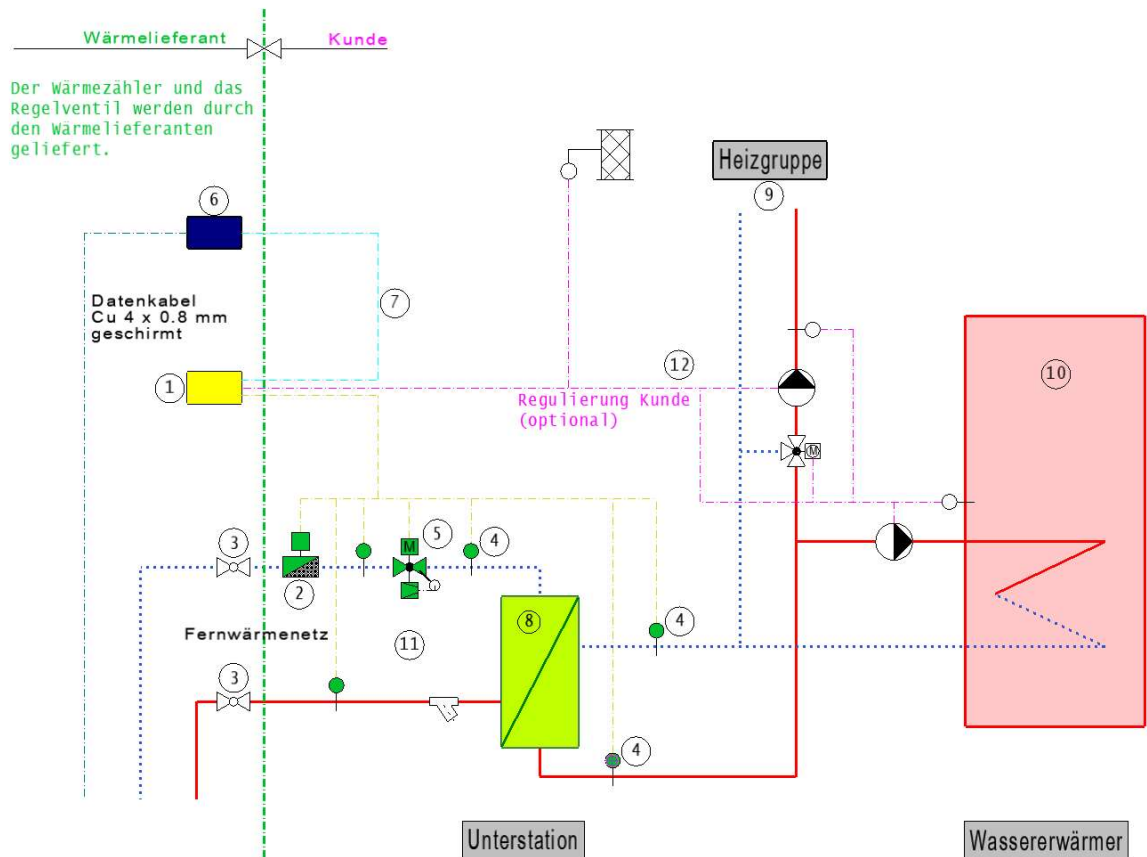 Wärmelieferant
Kunde
Der Wärmezähler und das
Regelventil werden durch
den Wärmelieferanten
geliefert.
Heizgruppe
9
6
Datenkabel
Cu 4 x 0.8 mm
geschirmt
7
1
12
10
Regulierung Kunde
(optional)
M
3
2
5
M
4
8
4
Fernwärmenetz
11
3
4
Unterstation
Wassererwärmer